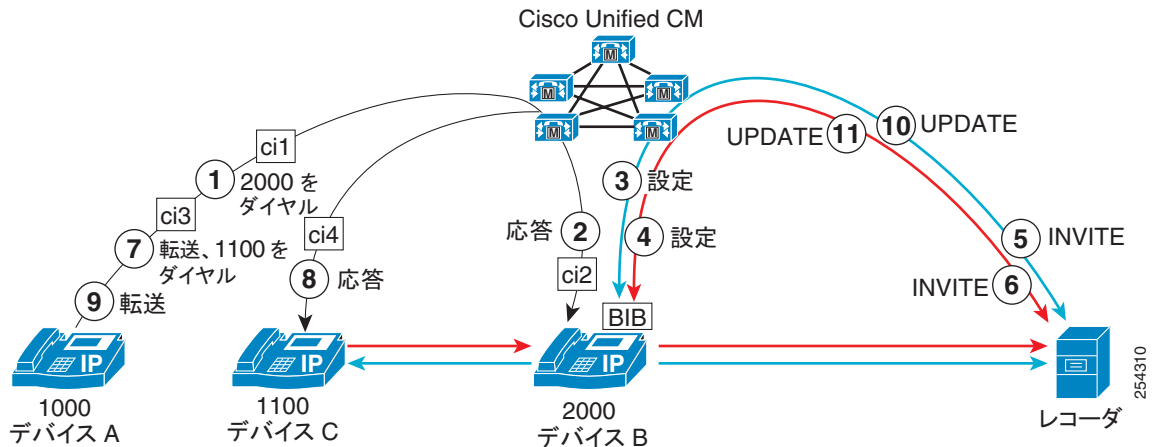 Cisco Unified CM
M
M
M
M
M
ci1
1
2000 を
ダイヤル
ci3
7
転送、1100 を
ダイヤル
9
転送
ci4
8
応答
応答
2
ci2
3
設定
4
設定
BIB
UPDATE
11
10
UPDATE
5
INVITE
INVITE
6
IP
IP
IP
1000
デバイス A
1100
デバイス C
2000
デバイス B
レコーダ
254310